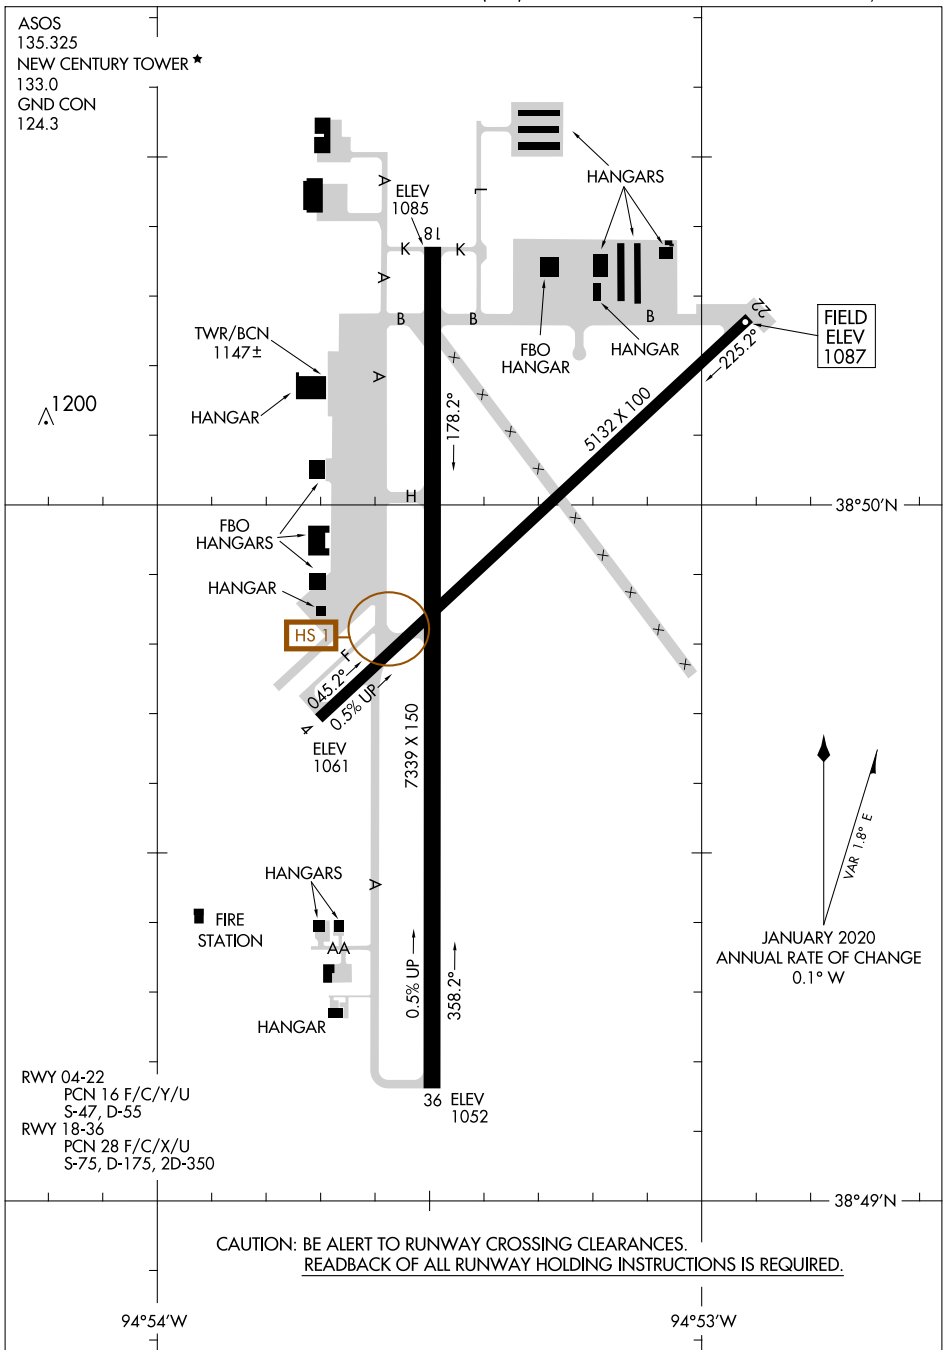 ASOS
135.325
NEW CENTURY TOWER ★
133.0
GND CON
124.3
ELEV
1085
HANGARS
A
L
18
K
K
A
B
B
B
22
FIELD
ELEV
1087
TWR/BCN
1147±
FBO
HANGAR
HANGAR
225.2°
A
HANGAR
1200
178.2°
5132 X 100
X
X
X
X
X
X
X
X
X
H
38°50'N
FBO
HANGARS
HANGAR
HS 1
F
045.2°
0.5% UP
4
ELEV
1061
7339 X 150
VAR 1.8° E
HANGARS
A
FIRE
STATION
AA
HANGAR
0.5% UP
358.2°
JANUARY 2020
ANNUAL RATE OF CHANGE
0.1° W
RWY 04-22
PCN 16 F/C/Y/U
S-47, D-55
RWY 18-36
PCN 28 F/C/X/U
S-75, D-175, 2D-350
36
ELEV
1052
38°49'N
CAUTION: BE ALERT TO RUNWAY CROSSING CLEARANCES.
READBACK OF ALL RUNWAY HOLDING INSTRUCTIONS IS REQUIRED.
94°54'W
94°53'W